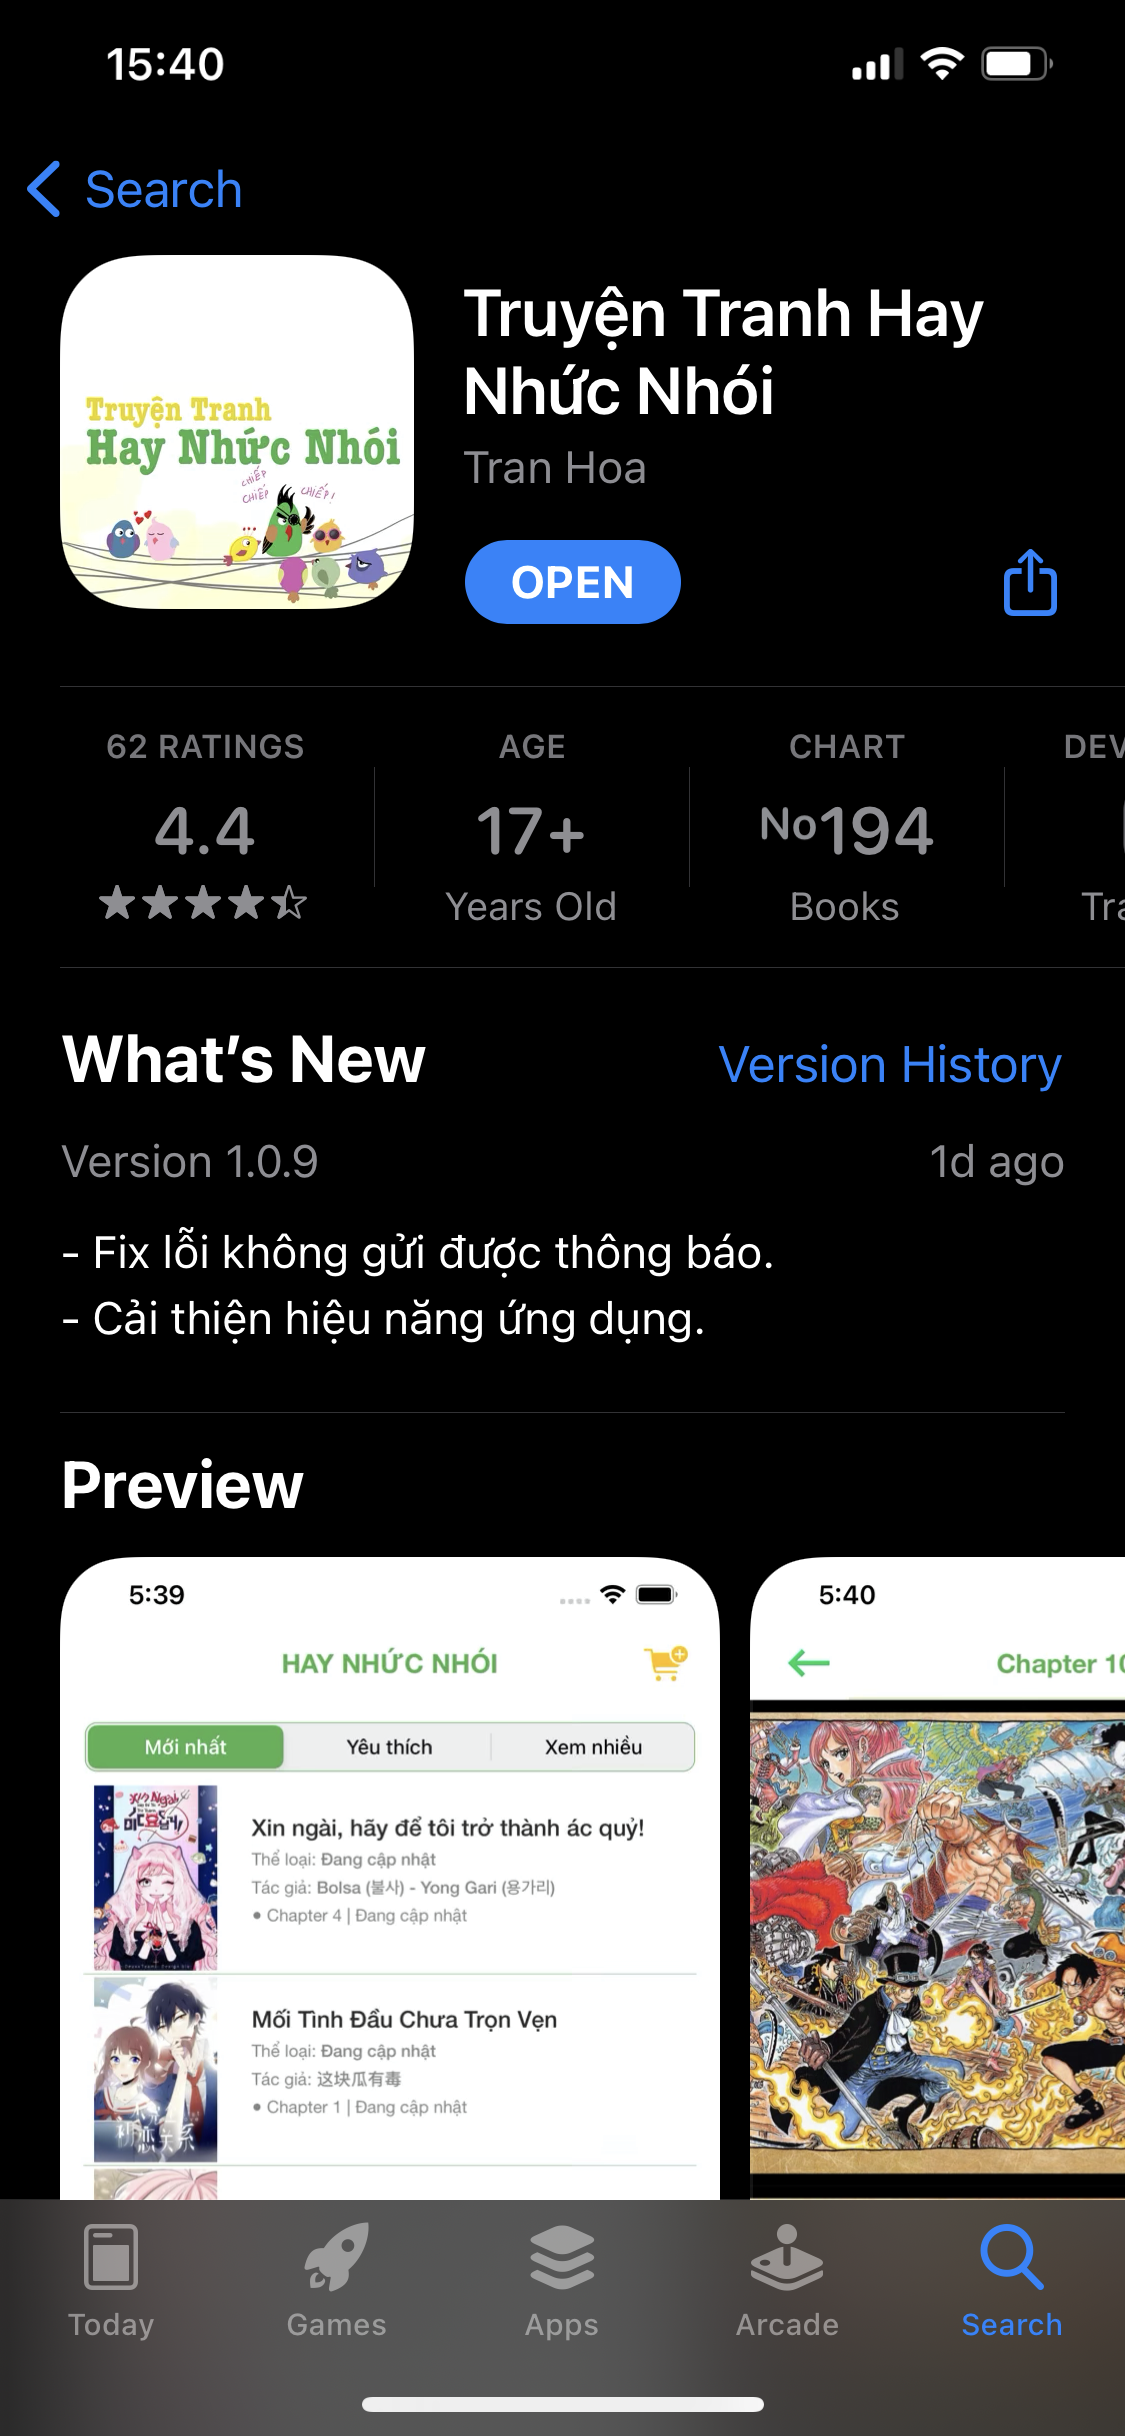 15:40
Search
Truyện Tranh
Hay Nhức Nhói
CHIẾP
CHIẾP
CHIẾP!
Truyện Tranh Hay
Nhức Nhói
Tran Hoa
OPEN
62 RATINGS
4.4
AGE
17+
Years Old
CHART
No194
Books
DEV
Tra
What's New
Version History
Version 1.0.9
1d ago
- Fix lỗi không gửi được thông báo.
- Cải thiện hiệu năng ứng dụng.
Preview
5:39
HAY NHỨC NHÓI
Mới nhất
Yêu thích
Xem nhiều
Xin ngài, hãy để tôi trở thành ác quỷ!
Thể loại: Đang cập nhật
Tác giả: Bolsa (불사) - Yong Gari (용가리)
• Chapter 4 | Đang cập nhật
Mối Tình Đầu Chưa Trọn Vẹn
Thể loại: Đang cập nhật
Tác giả: 这块瓜有毒
• Chapter 1 | Đang cập nhật
5:40
Chapter 10
Today
Games
Apps
Arcade
Search